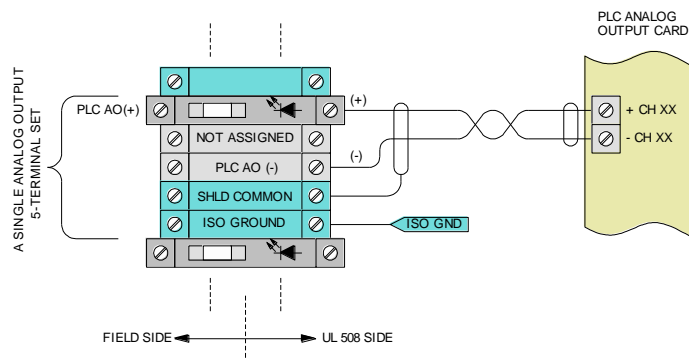 PLC ANALOG
OUTPUT CARD
A SINGLE ANALOG OUTPUT
5-TERMINAL SET
PLC AO(+)
(+)
+ CH XX
NOT ASSIGNED
- CH XX
PLC AO (-)
(-)
SHLD COMMON
ISO GROUND
ISO GND
FIELD SIDE
UL 508 SIDE